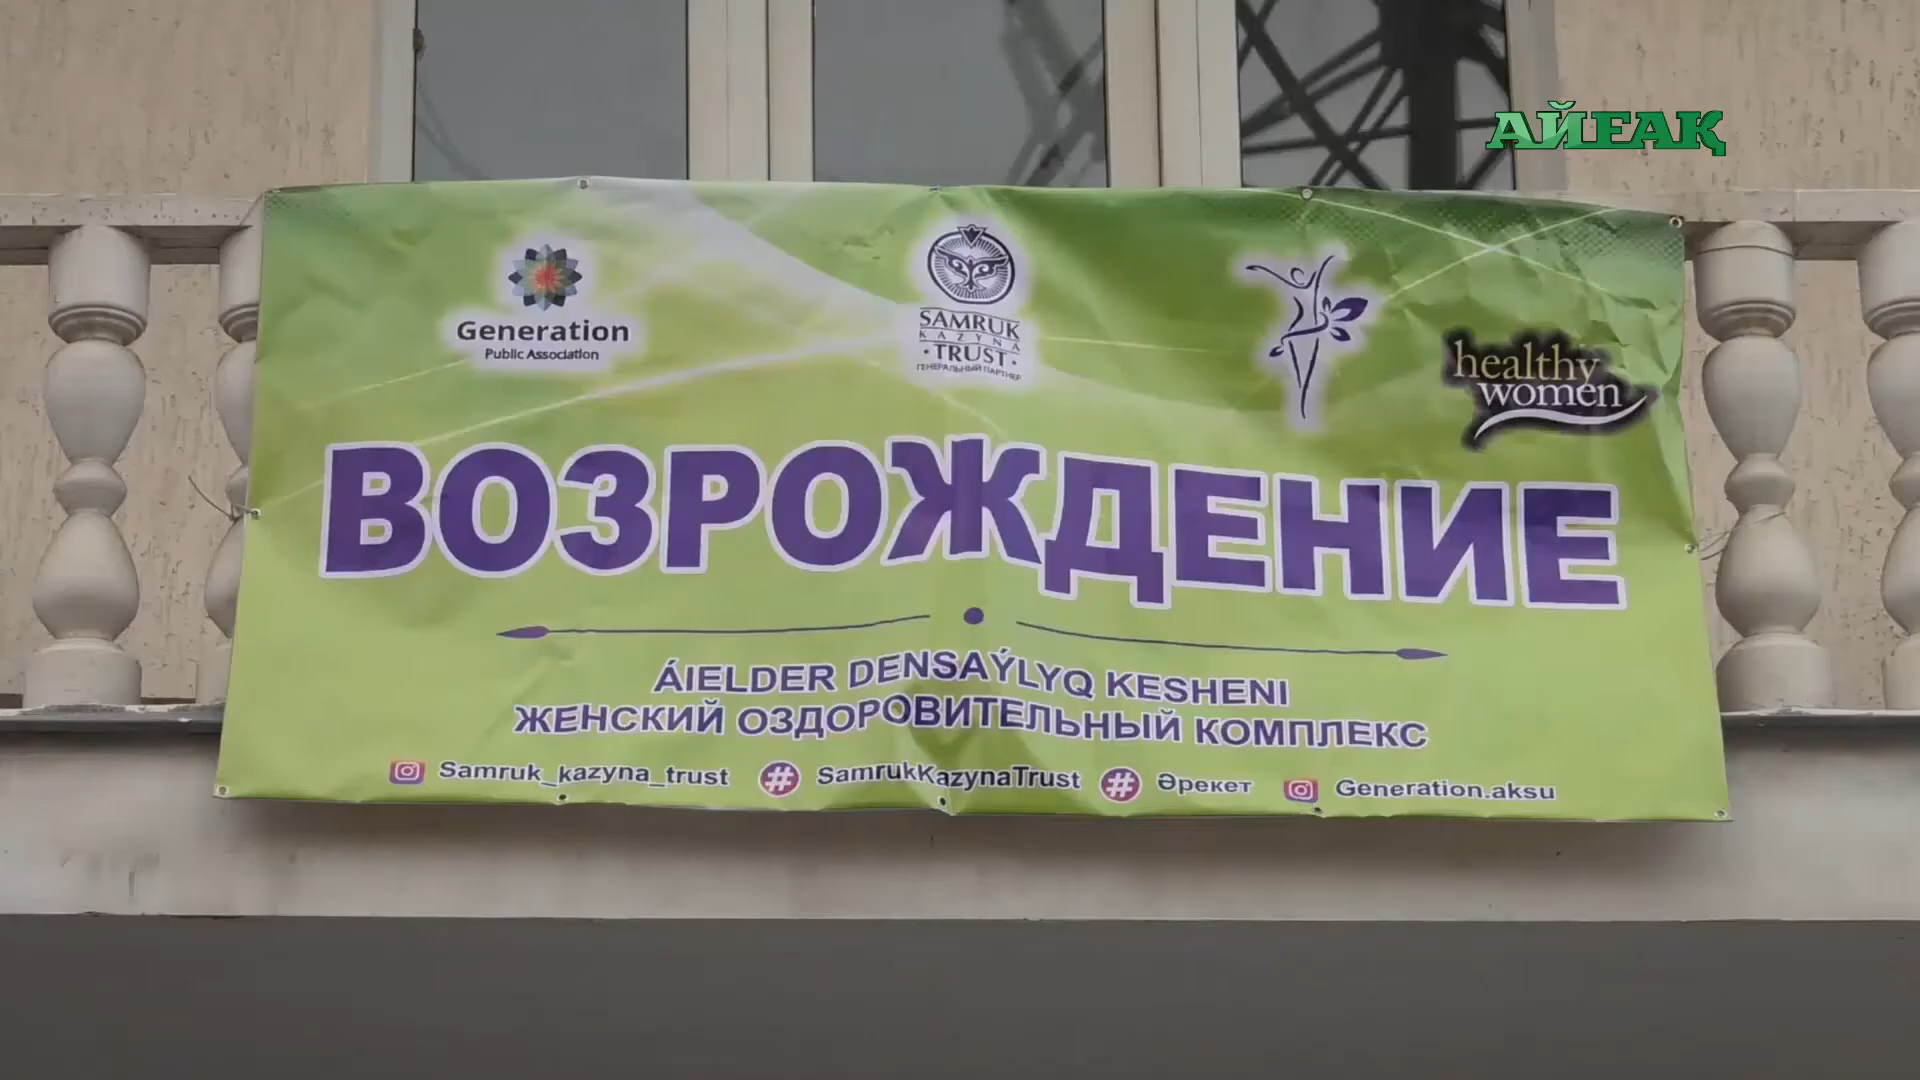 АЙҒАҚ
Generation
Public Association
SAMRUK
KAZYNA
TRUST
ГЕНЕРАЛЬНЫЙ ПАРТНЕР
healthy
women
ВОЗРОЖДЕНИЕ
ÁIELDER DENSAÝLYQ KESHENI
ЖЕНСКИЙ ОЗДОРОВИТЕЛЬНЫЙ КОМПЛЕКС
Samruk_kazyna_trust # SamrukKazynaTrust # Әрекет Generation.aksu